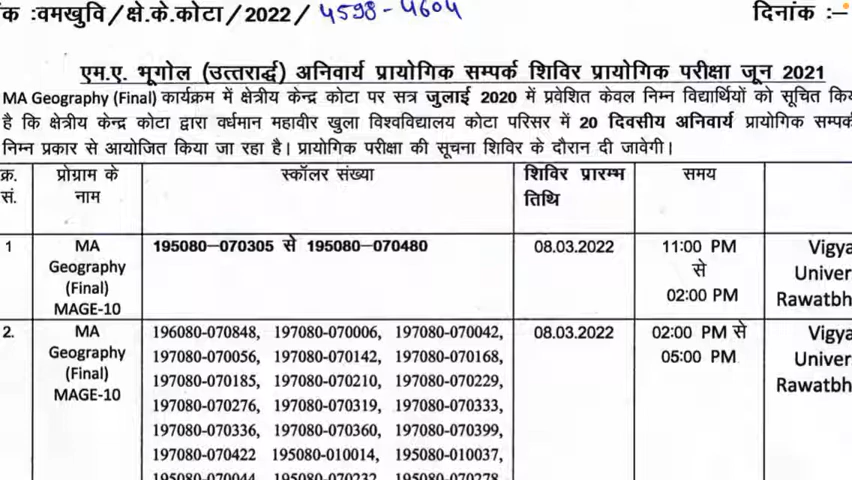 क :वमखुवि/क्षे.के.कोटा/2022/ 4598-4604 दिनांक :–
एम.ए. भूगोल (उत्तरार्द्ध) अनिवार्य प्रायोगिक सम्पर्क शिविर प्रायोगिक परीक्षा जून 2021
MA Geography (Final) कार्यक्रम में क्षेत्रीय केन्द्र कोटा पर सत्र जुलाई 2020 में प्रवेशित केवल निम्न विद्यार्थियों को सूचित
है कि क्षेत्रीय केन्द्र कोटा द्वारा वर्धमान महावीर खुला विश्वविद्यालय कोटा परिसर में 20 दिवसीय अनिवार्य प्रायोगिक
निम्न प्रकार से आयोजित किया जा रहा है। प्रायोगिक परीक्षा की सूचना शिविर के दौरान दी जावेगी।
क्र. सं. प्रोग्राम के नाम स्कॉलर संख्या शिविर प्रारम्भ तिथि समय
1 MA Geography (Final) MAGE-10 195080–070305 से 195080–070480 08.03.2022 11:00 PM से 02:00 PM Vigya Univer Rawatbh
2. MA Geography (Final) MAGE-10 196080-070848, 197080-070006, 197080-070042, 08.03.2022 02:00 PM से 05:00 PM Vigya Univer Rawatbh
197080-070056, 197080-070142, 197080-070168,
197080-070185, 197080-070210, 197080-070229,
197080-070276, 197080-070319, 197080-070333,
197080-070336, 197080-070360, 197080-070399,
197080-070422 195080-010014, 195080-010037,
195080-070044 195080-070232 195080-070278